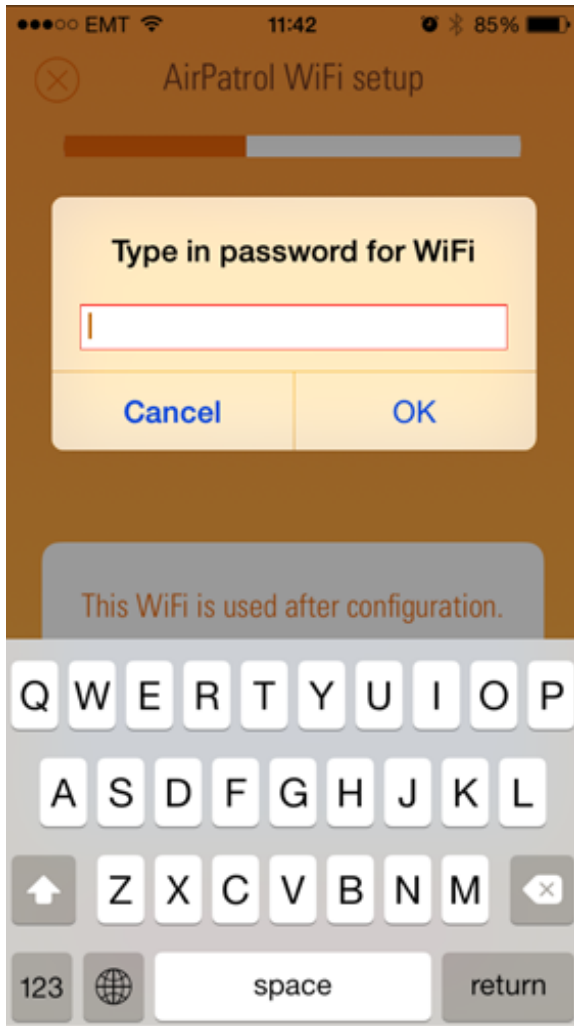 EMT 11:42 85%
AirPatrol WiFi setup
Type in password for WiFi
Cancel OK
This WiFi is used after configuration.
Q W E R T Y U I O P
A S D F G H J K L
Z X C V B N M
123 space return